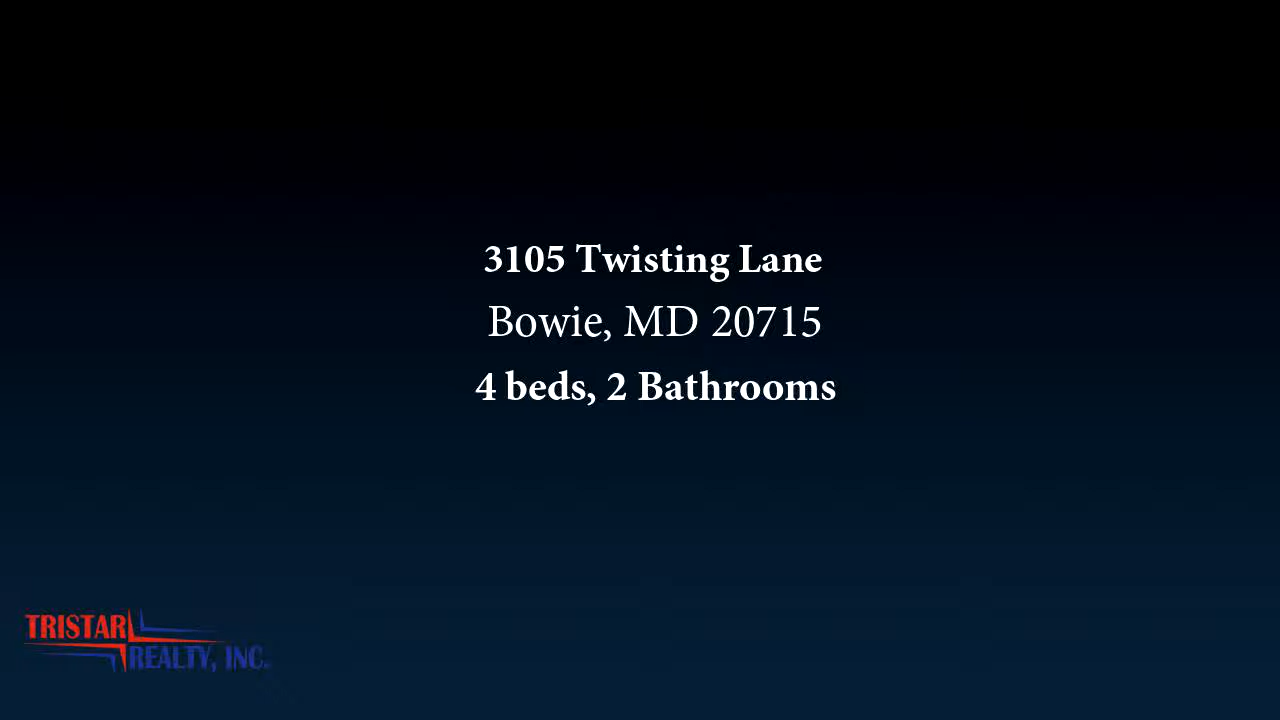 3105 Twisting Lane
Bowie, MD 20715
4 beds, 2 Bathrooms
TRISTAR
REALTY, INC.